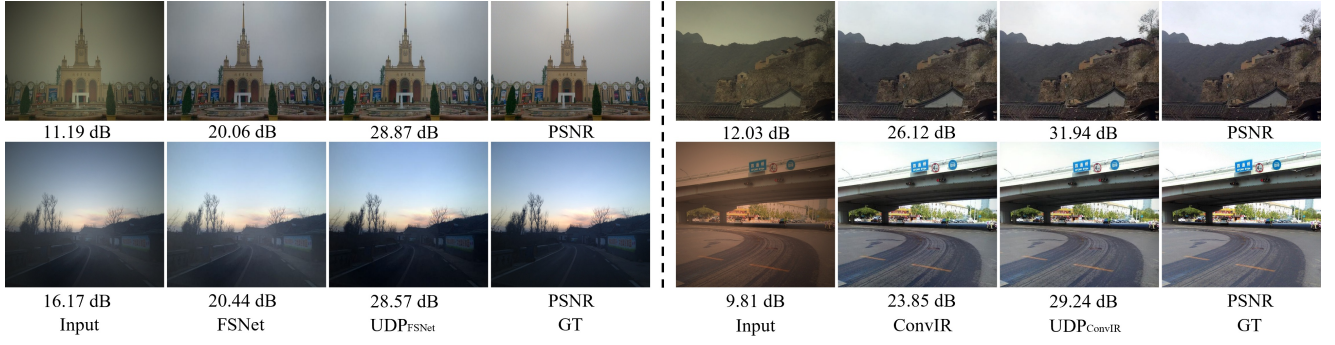 11.19 dB 20.06 dB 28.87 dB PSNR
12.03 dB 26.12 dB 31.94 dB PSNR
16.17 dB 20.44 dB 28.57 dB PSNR
9.81 dB 23.85 dB 29.24 dB PSNR
Input FSNet UDPFSNet GT
Input ConvIR UDPConvIR GT